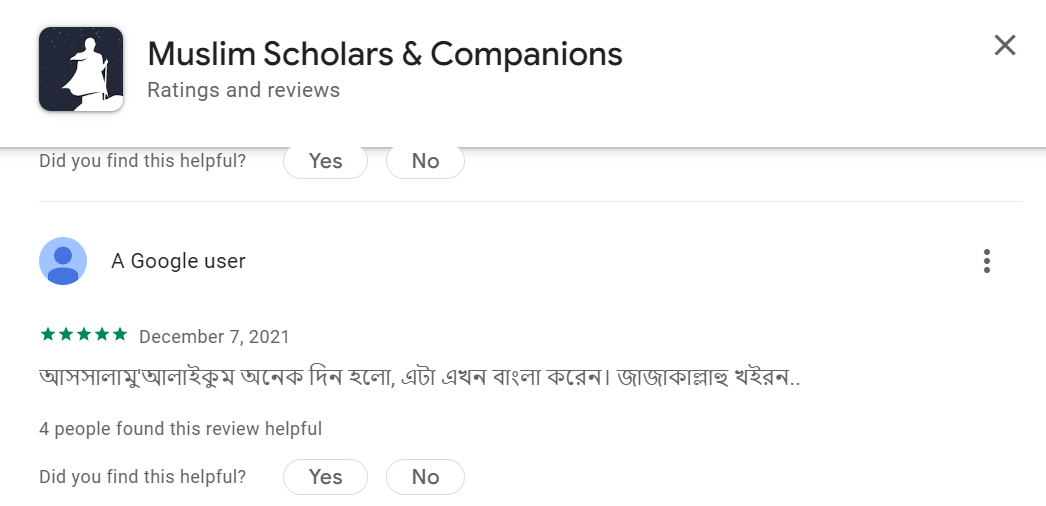 Muslim Scholars & Companions
Ratings and reviews
Did you find this helpful? Yes No
A Google user
December 7, 2021
আসসালামু'আলাইকুম অনেক দিন হলো, এটা এখন বাংলা করেন। জাজাকাল্লাহু খইরন..
4 people found this review helpful
Did you find this helpful? Yes No